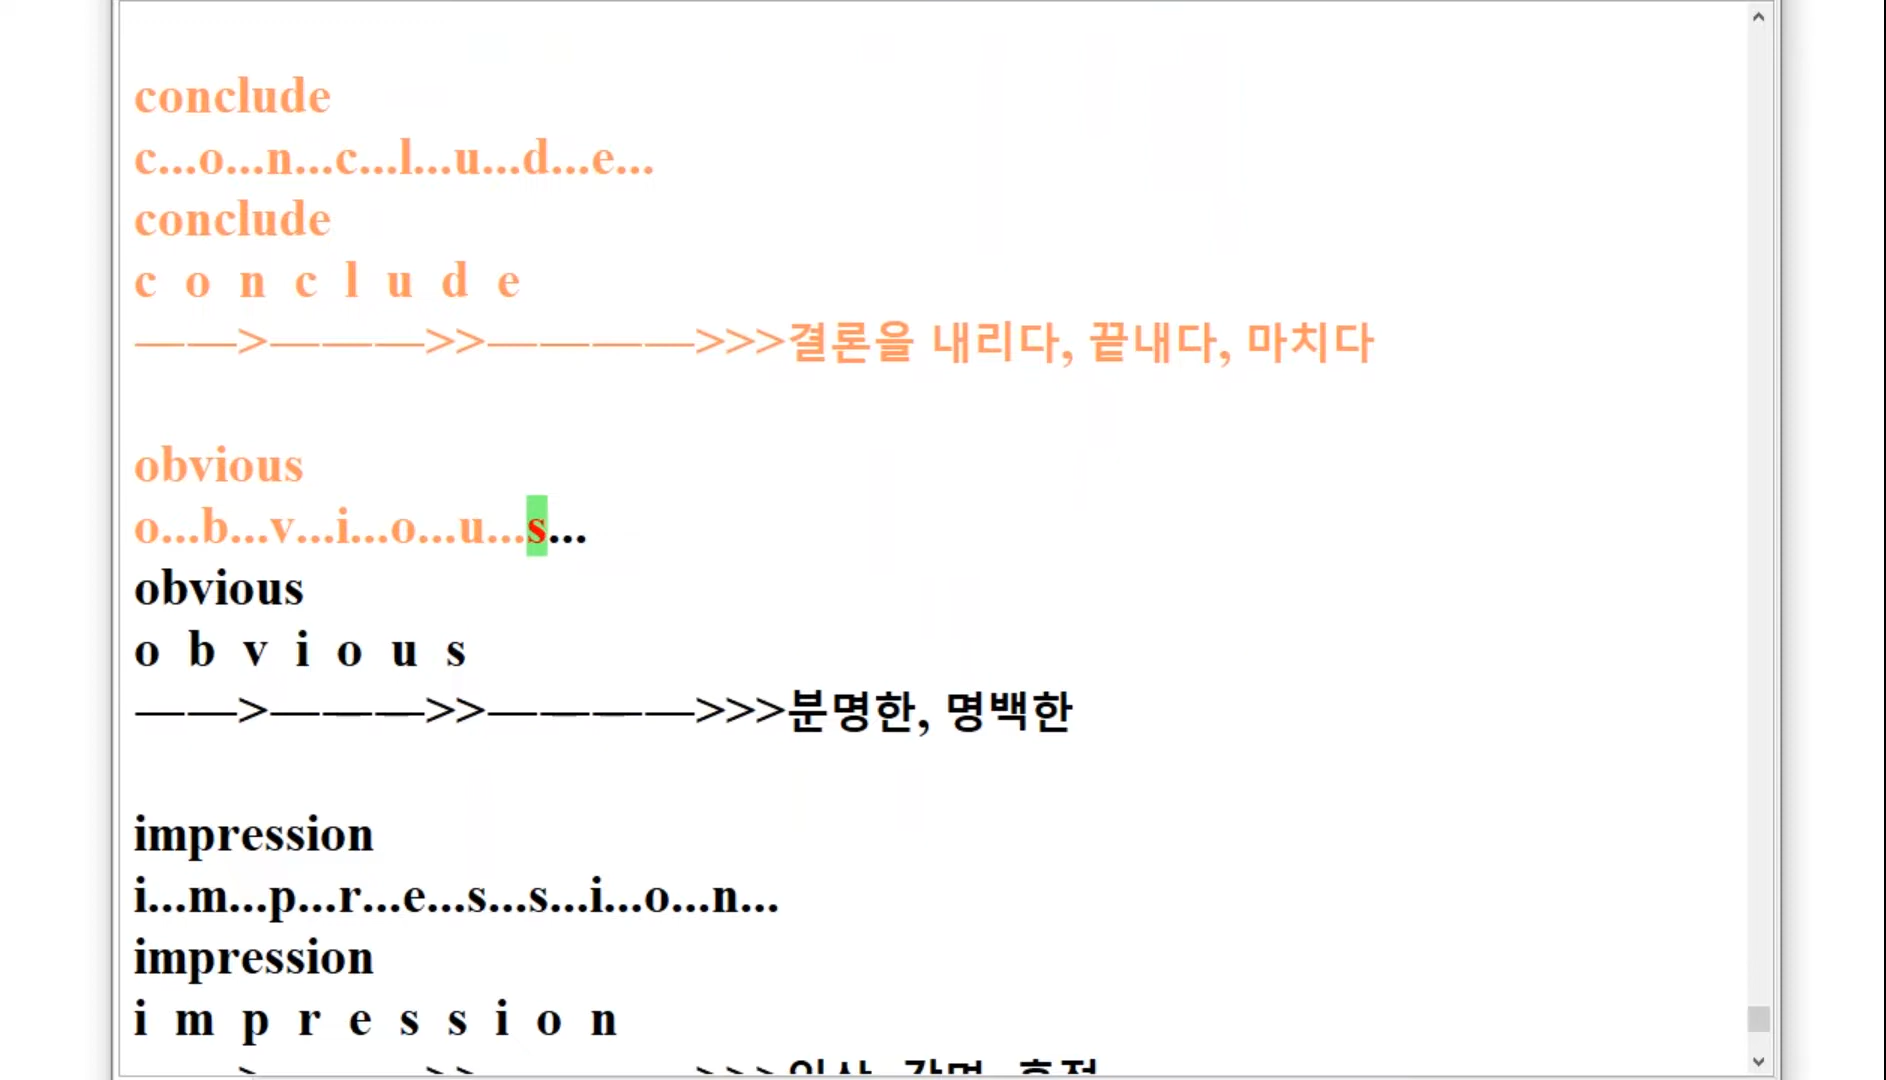 conclude
c...o...n...c...l...u...d...e...
conclude
c o n c l u d e
——>———>>————>>>결론을 내리다, 끝내다, 마치다
obvious
o...b...v...i...o...u...s...
obvious
o b v i o u s
——>———>>————>>>분명한, 명백한
impression
i...m...p...r...e...s...s...i...o...n...
impression
i m p r e s s i o n